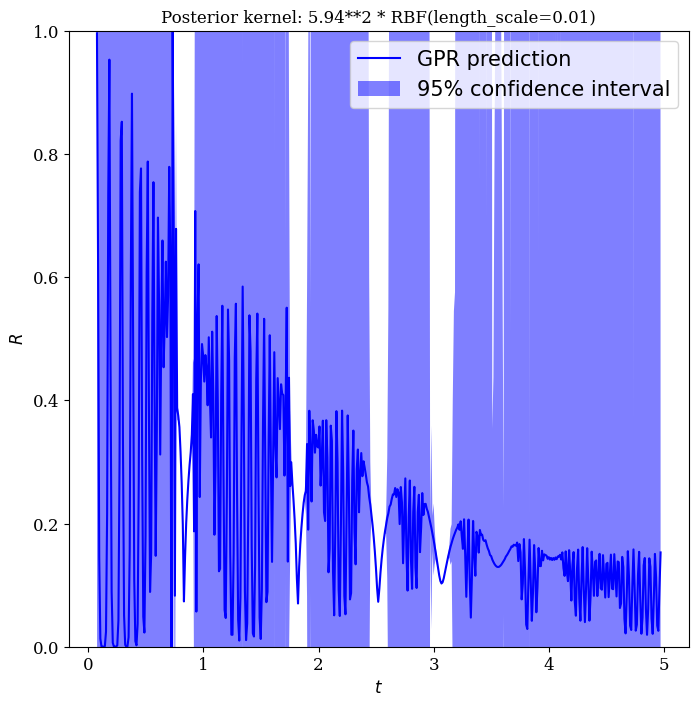 Posterior kernel: 5.94**2 * RBF(length_scale=0.01)
GPR prediction
95% confidence interval
1.0
0.8
0.6
0.4
0.2
0.0
R
0 1 2 3 4 5
t